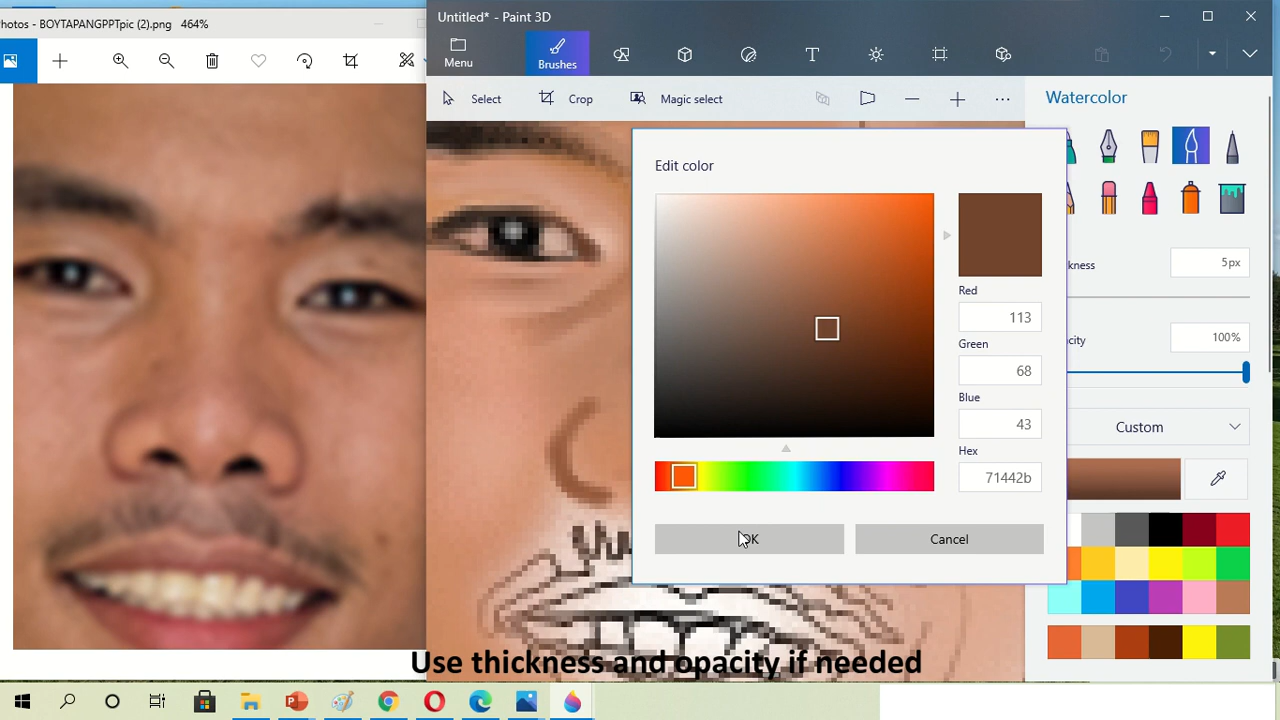 hotos - BOYTAPANGPPTpic (2).png 464%
Untitled* - Paint 3D
Menu
Brushes
Select
Crop
Magic select
Watercolor
Edit color
kness
5px
Red
113
Green
68
city
100%
Blue
43
Custom
Hex
71442b
OK
Cancel
Use thickness and opacity if needed